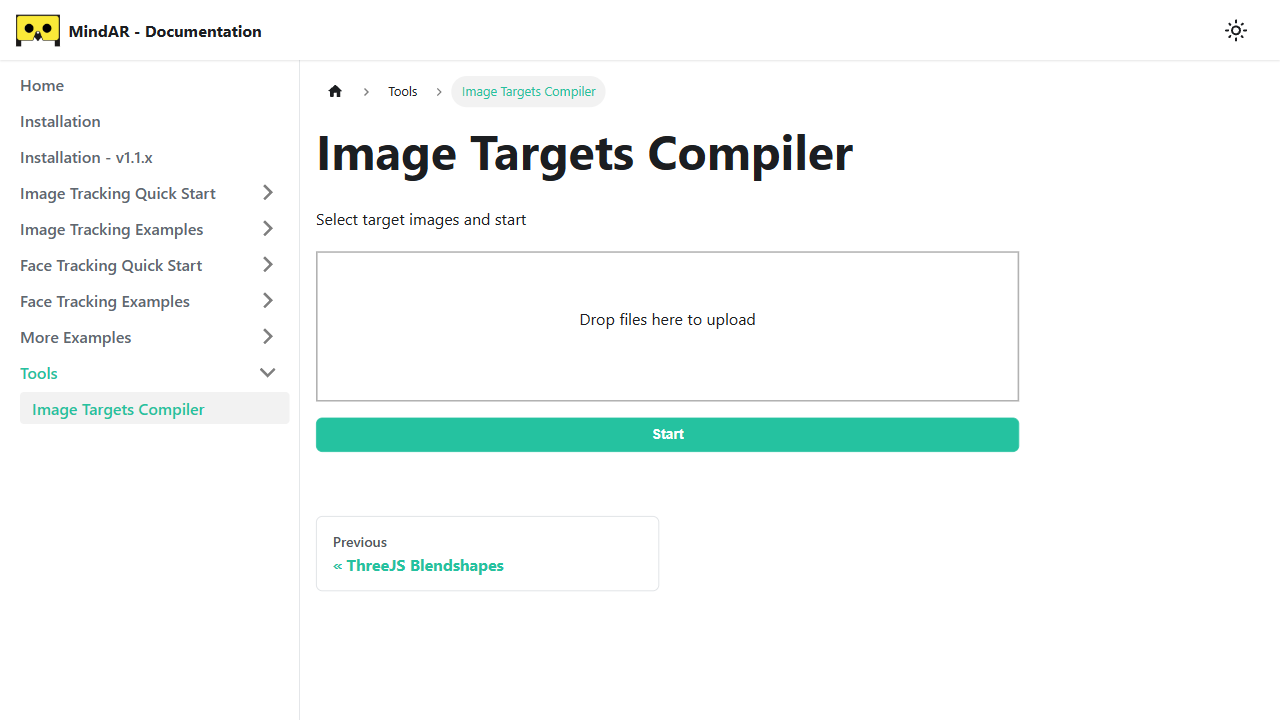 MindAR - Documentation
Home
Installation
Installation - v1.1.x
Image Tracking Quick Start
Image Tracking Examples
Face Tracking Quick Start
Face Tracking Examples
More Examples
Tools
Image Targets Compiler
Tools
Image Targets Compiler
Image Targets Compiler
Select target images and start
Drop files here to upload
Start
Previous
« ThreeJS Blendshapes